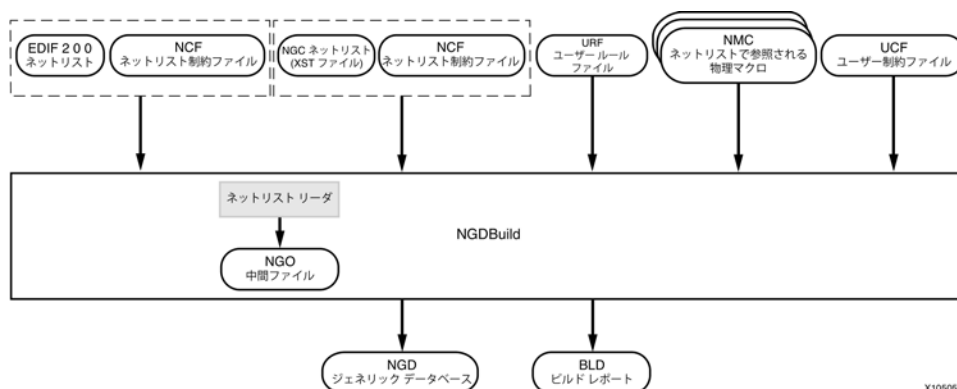 EDIF 2 0 0
ネットリスト
NCF
ネットリスト制約ファイル
NGC ネットリスト
(XST ファイル)
NCF
ネットリスト制約ファイル
URF
ユーザー ルール
ファイル
NMC
ネットリストで参照される
物理マクロ
UCF
ユーザー制約ファイル
ネットリスト リーダ
NGDBuild
NGO
中間ファイル
NGD
ジェネリック データベース
BLD
ビルド レポート
X10505